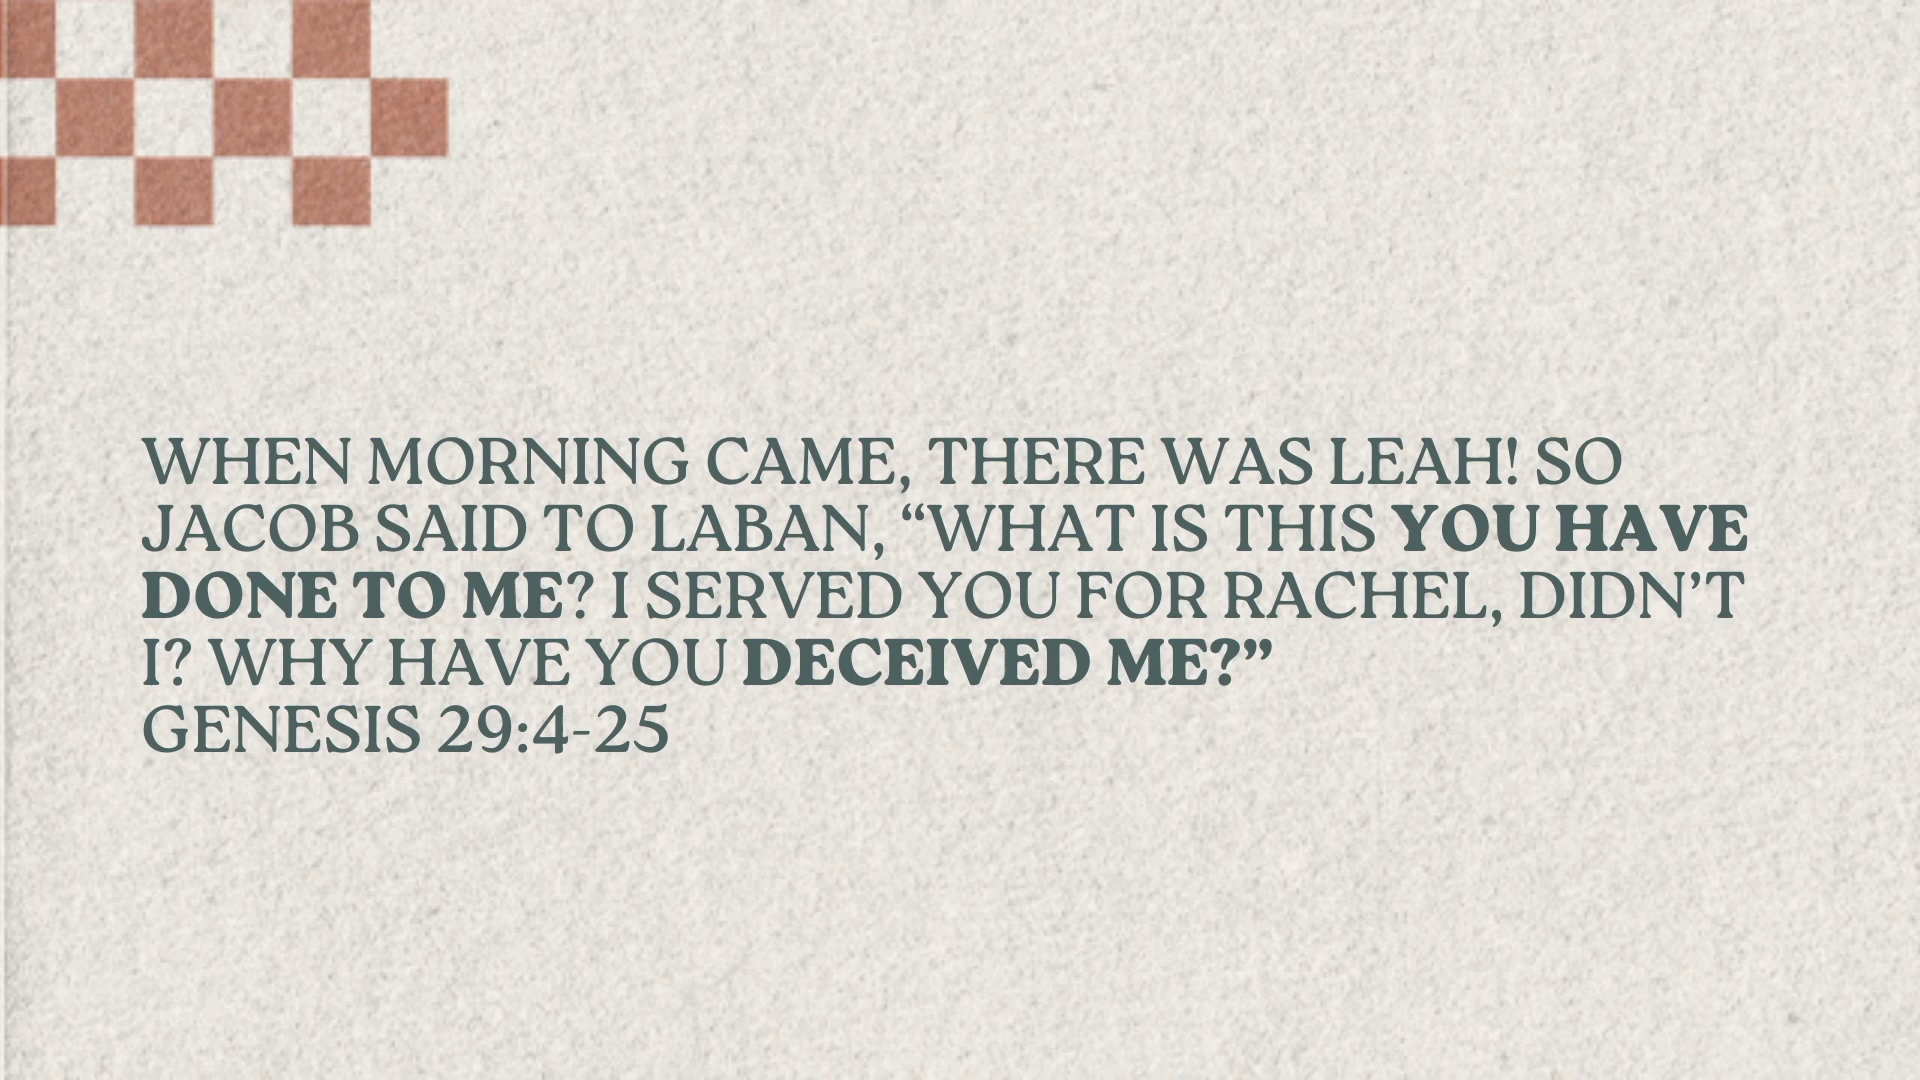 WHEN MORNING CAME, THERE WAS LEAH! SO
JACOB SAID TO LABAN, “WHAT IS THIS YOU HAVE
DONE TO ME? I SERVED YOU FOR RACHEL, DIDN’T
I? WHY HAVE YOU DECEIVED ME?”
GENESIS 29:4-25